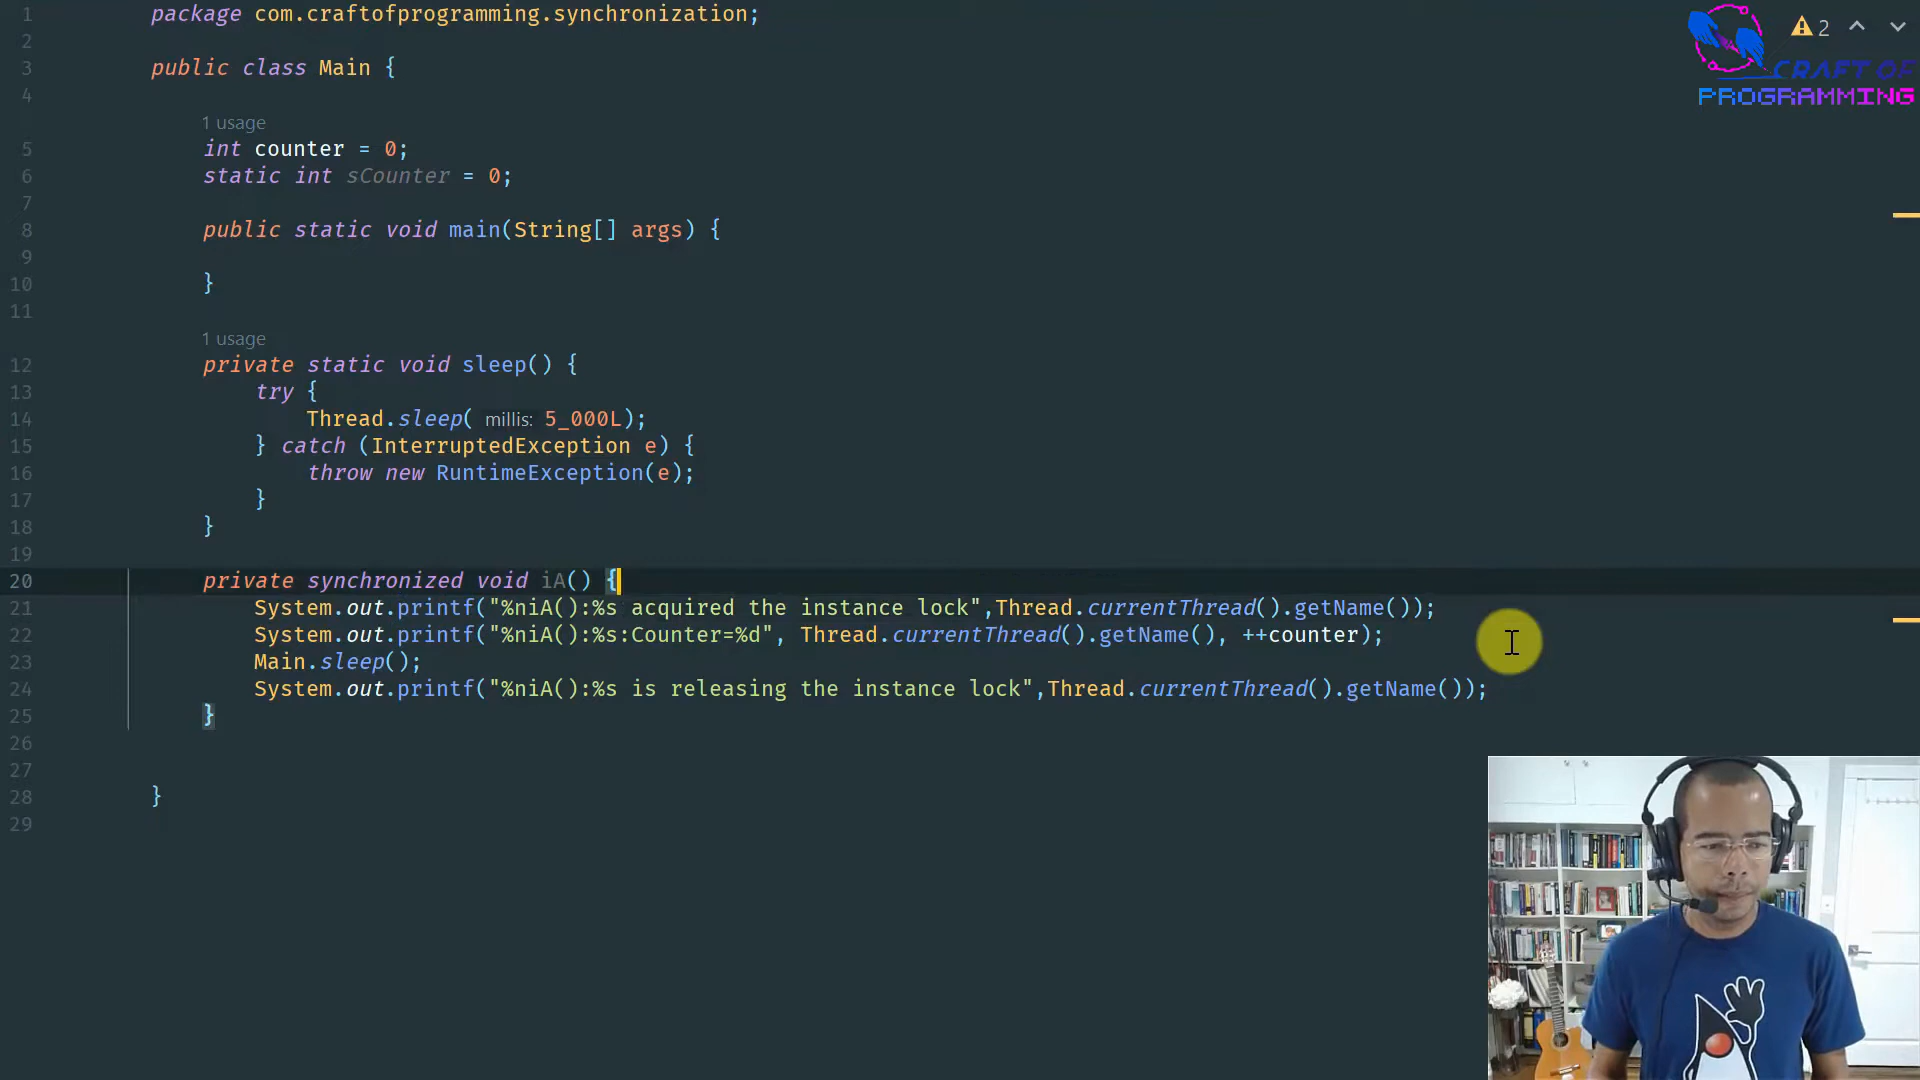 1 package com.craftofprogramming.synchronization;
2
3 public class Main {
4
1 usage
5 int counter = 0;
6 static int sCounter = 0;
7
8 public static void main(String[] args) {
9
10 }
11
1 usage
12 private static void sleep() {
13 try {
14 Thread.sleep( millis: 5_000L);
15 } catch (InterruptedException e) {
16 throw new RuntimeException(e);
17 }
18 }
19
20 private synchronized void iA() {
21 System.out.printf("%niA():%s acquired the instance lock",Thread.currentThread().getName());
22 System.out.printf("%niA():%s:Counter=%d", Thread.currentThread().getName(), ++counter);
23 Main.sleep();
24 System.out.printf("%niA():%s is releasing the instance lock",Thread.currentThread().getName());
25 }
26
27
28 }
29
2
CRAFT OF
PROGRAMMING